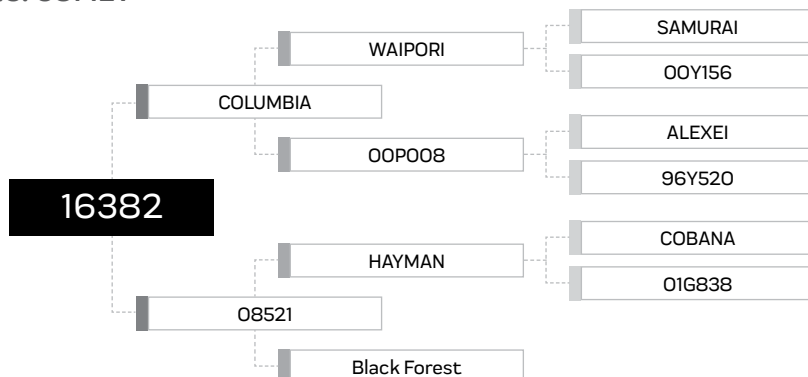 SAMURAI
WAIPORI
00Y156
COLUMBIA
ALEXEI
00P008
96Y520
16382
COBANA
HAYMAN
01G838
08521
Black Forest